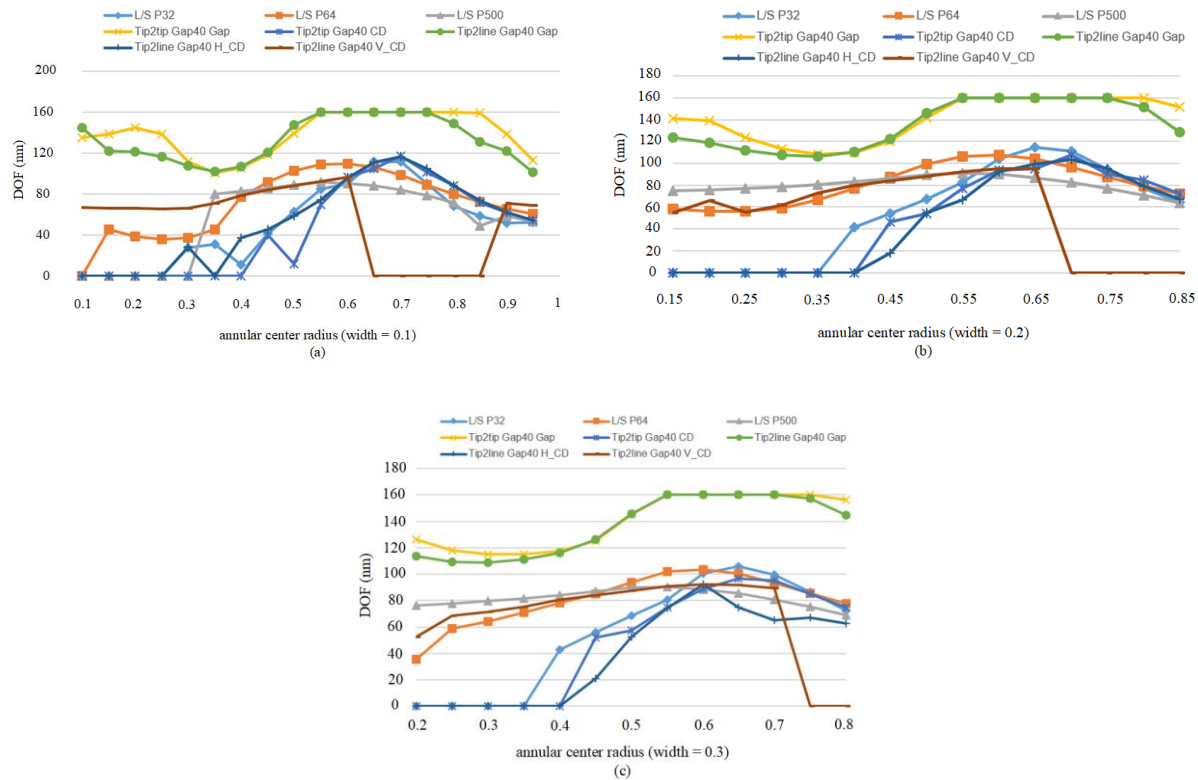 L/S P32 L/S P64 L/S P500
Tip2tip Gap40 Gap Tip2tip Gap40 CD Tip2line Gap40 Gap
Tip2line Gap40 H_CD Tip2line Gap40 V_CD
200
160
120
80
40
0
DOF (nm)
0.1 0.2 0.3 0.4 0.5 0.6 0.7 0.8 0.9 1
annular center radius (width = 0.1)
(a)
L/S P32 L/S P64 L/S P500
Tip2tip Gap40 Gap Tip2tip Gap40 CD Tip2line Gap40 Gap
Tip2line Gap40 H_CD Tip2line Gap40 V_CD
180
160
140
120
100
80
60
40
20
0
DOF (nm)
0.15 0.25 0.35 0.45 0.55 0.65 0.75 0.85
annular center radius (width = 0.2)
(b)
L/S P32 L/S P64 L/S P500
Tip2tip Gap40 Gap Tip2tip Gap40 CD Tip2line Gap40 Gap
Tip2line Gap40 H_CD Tip2line Gap40 V_CD
180
160
140
120
100
80
60
40
20
0
DOF (nm)
0.2 0.3 0.4 0.5 0.6 0.7 0.8
annular center radius (width = 0.3)
(c)